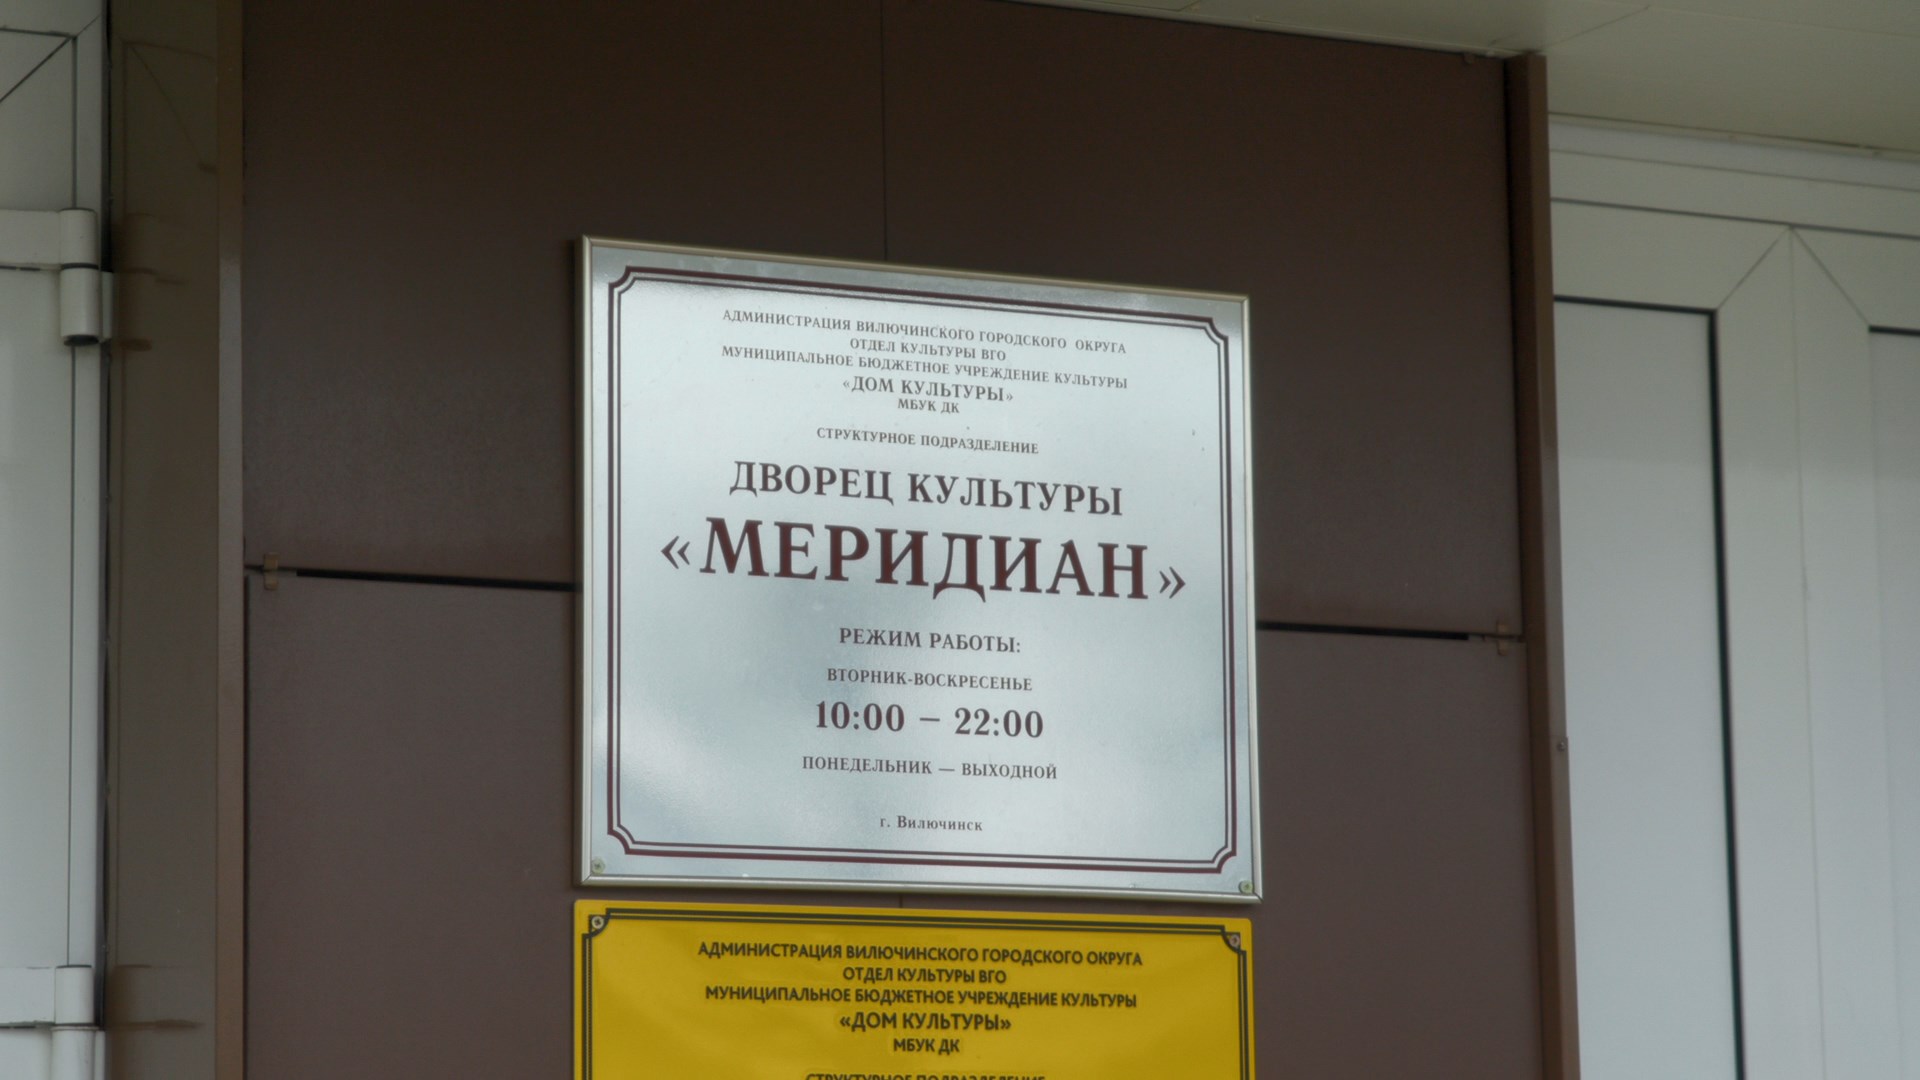 АДМИНИСТРАЦИЯ ВИЛЮЧИНСКОГО ГОРОДСКОГО ОКРУГА
ОТДЕЛ КУЛЬТУРЫ ВГО
МУНИЦИПАЛЬНОЕ БЮДЖЕТНОЕ УЧРЕЖДЕНИЕ КУЛЬТУРЫ
«ДОМ КУЛЬТУРЫ»
МБУК ДК
СТРУКТУРНОЕ ПОДРАЗДЕЛЕНИЕ
ДВОРЕЦ КУЛЬТУРЫ
«МЕРИДИАН»
РЕЖИМ РАБОТЫ:
ВТОРНИК-ВОСКРЕСЕНЬЕ
10:00 – 22:00
ПОНЕДЕЛЬНИК — ВЫХОДНОЙ
г. Вилючинск
АДМИНИСТРАЦИЯ ВИЛЮЧИНСКОГО ГОРОДСКОГО ОКРУГА
ОТДЕЛ КУЛЬТУРЫ ВГО
МУНИЦИПАЛЬНОЕ БЮДЖЕТНОЕ УЧРЕЖДЕНИЕ КУЛЬТУРЫ
«ДОМ КУЛЬТУРЫ»
МБУК ДК
СТРУКТУРНОЕ ПОДРАЗДЕЛЕНИЕ